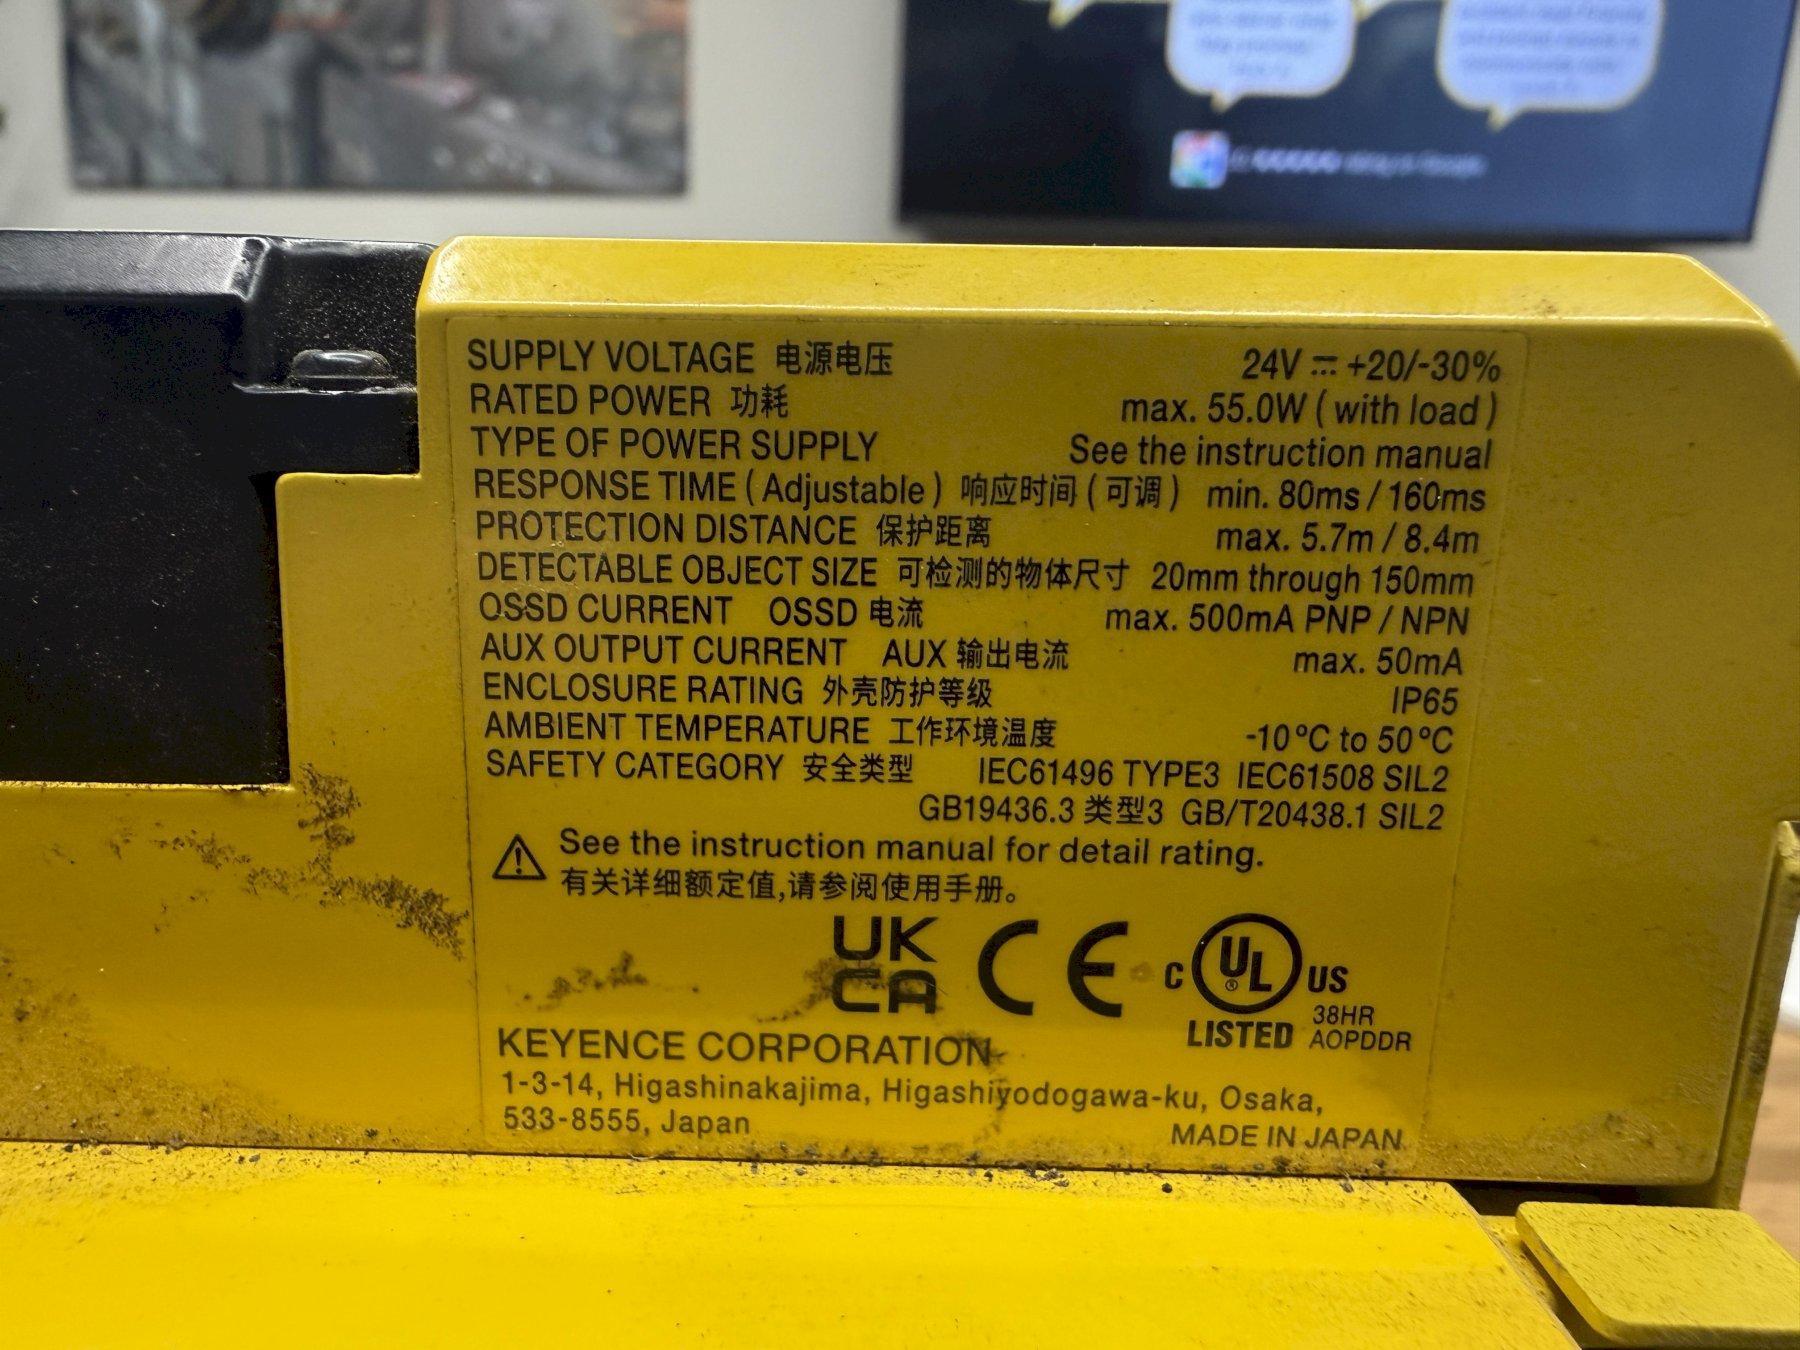 SUPPLY VOLTAGE 电源电压 24V ⎓ +20/-30%
RATED POWER 功耗 max. 55.0W ( with load )
TYPE OF POWER SUPPLY See the instruction manual
RESPONSE TIME ( Adjustable ) 响应时间 ( 可调 ) min. 80ms / 160ms
PROTECTION DISTANCE 保护距离 max. 5.7m / 8.4m
DETECTABLE OBJECT SIZE 可检测的物体尺寸 20mm through 150mm
OSSD CURRENT OSSD 电流 max. 500mA PNP / NPN
AUX OUTPUT CURRENT AUX 输出电流 max. 50mA
ENCLOSURE RATING 外壳防护等级 IP65
AMBIENT TEMPERATURE 工作环境温度 -10°C to 50°C
SAFETY CATEGORY 安全类型 IEC61496 TYPE3 IEC61508 SIL2
GB19436.3 类型3 GB/T20438.1 SIL2
See the instruction manual for detail rating.
有关详细额定值,请参阅使用手册。
UK
CA CE C UL ® US
LISTED 38HR
AOPDDR
KEYENCE CORPORATION
1-3-14, Higashinakajima, Higashiyodogawa-ku, Osaka,
533-8555, Japan
MADE IN JAPAN